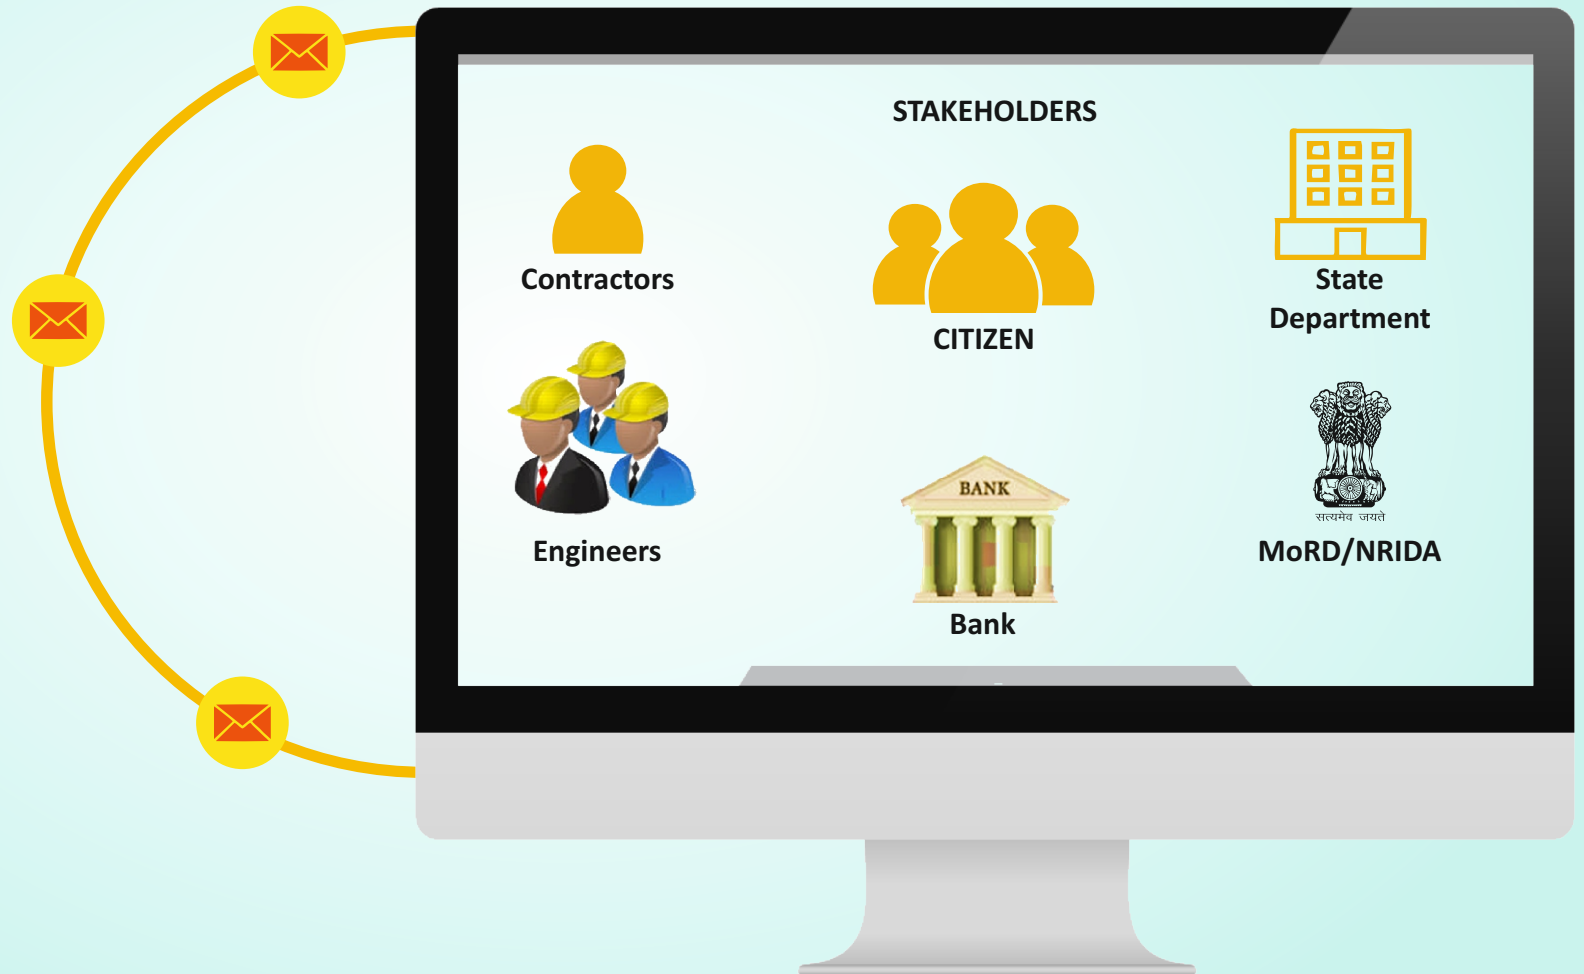 STAKEHOLDERS
Contractors
CITIZEN
State
Department
Engineers
BANK
Bank
सत्यमेव जयते
MoRD/NRIDA